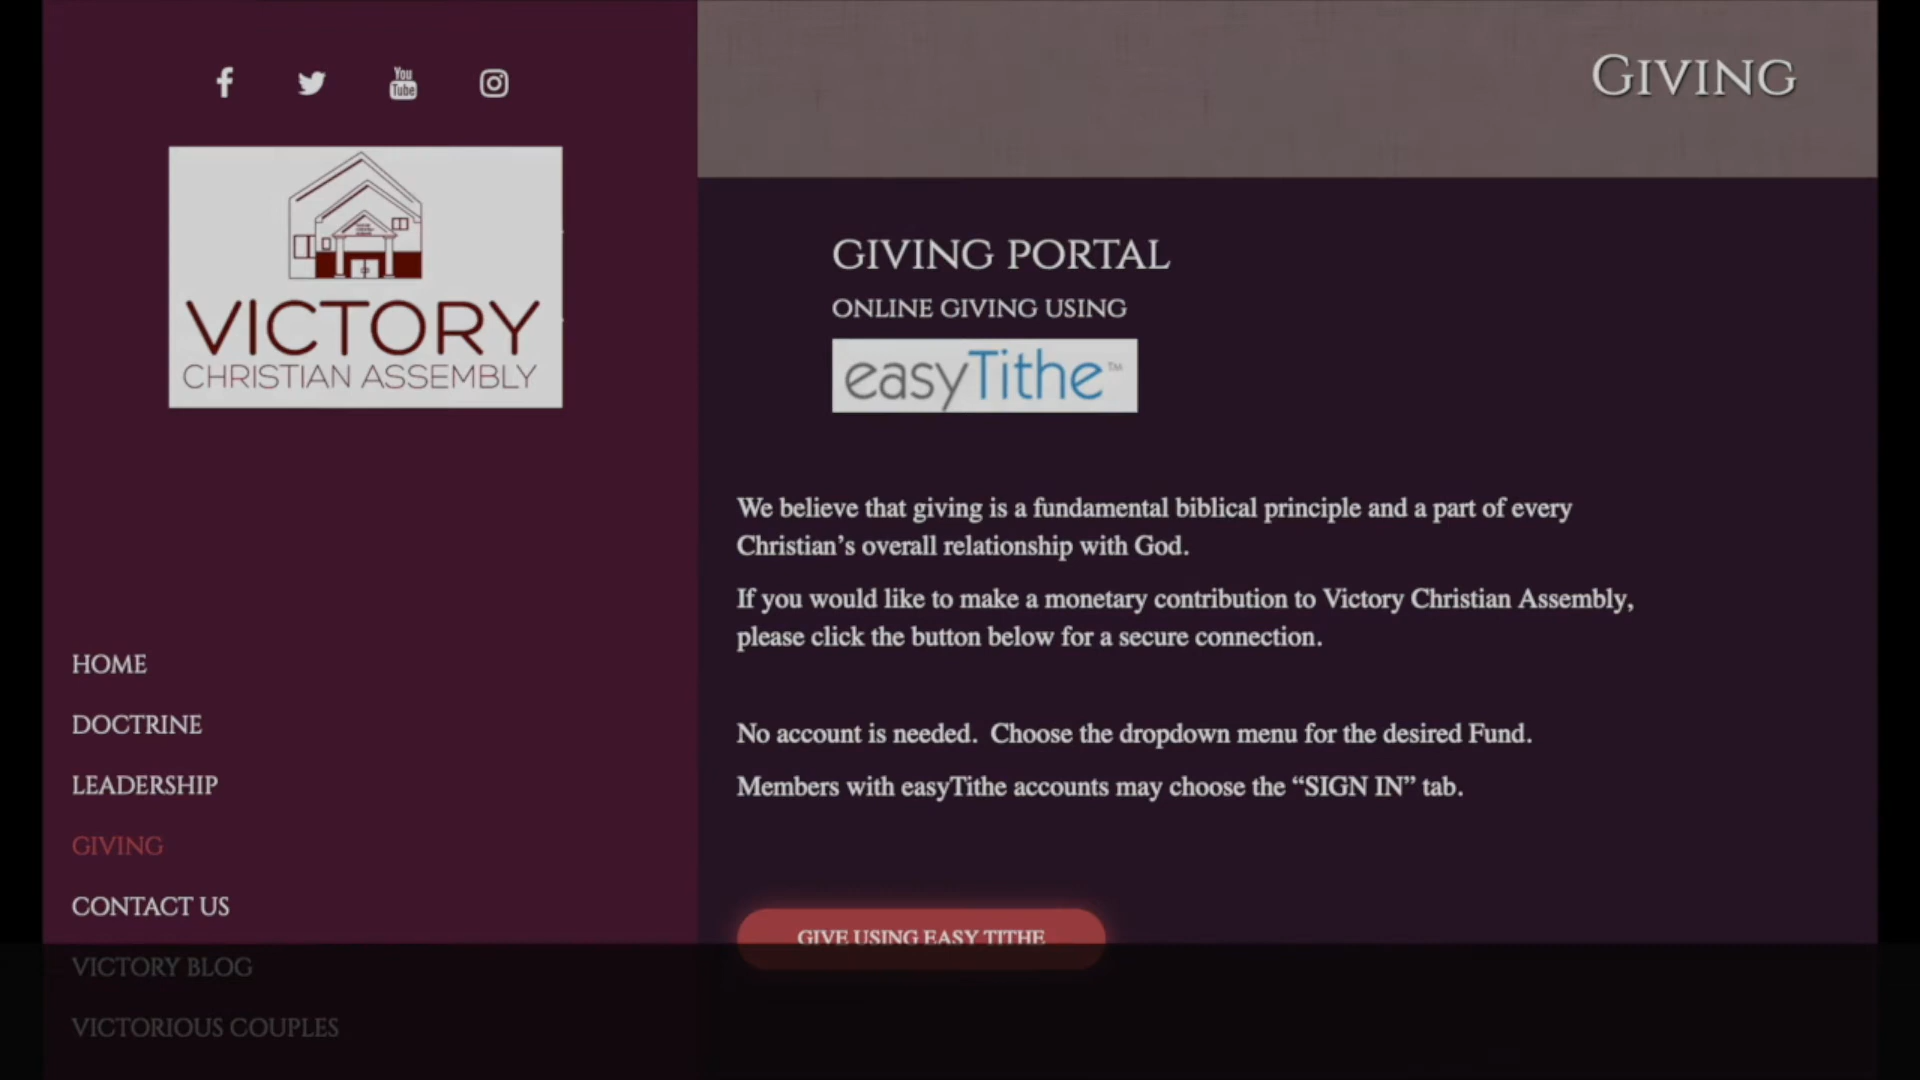 You
Tube
GIVING
VICTORY
CHRISTIAN ASSEMBLY
HOME
DOCTRINE
LEADERSHIP
GIVING
CONTACT US
VICTORY BLOG
VICTORIOUS COUPLES
GIVING PORTAL
ONLINE GIVING USING
easyTithe™
We believe that giving is a fundamental biblical principle and a part of every
Christian’s overall relationship with God.
If you would like to make a monetary contribution to Victory Christian Assembly,
please click the button below for a secure connection.
No account is needed.  Choose the dropdown menu for the desired Fund.
Members with easyTithe accounts may choose the “SIGN IN” tab.
GIVE USING EASY TITHE